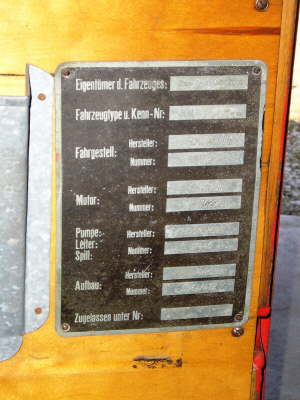 Eigentümer d. Fahrzeuges:
Fahrzeugtype u. Kenn-Nr:
Fahrgestell: Hersteller:
Nummer:
Motor: Hersteller:
Nummer:
Pumpe: Hersteller:
Leiter:
Spill: Nummer:
Aufbau: Hersteller:
Nummer:
Zugelassen unter Nr: